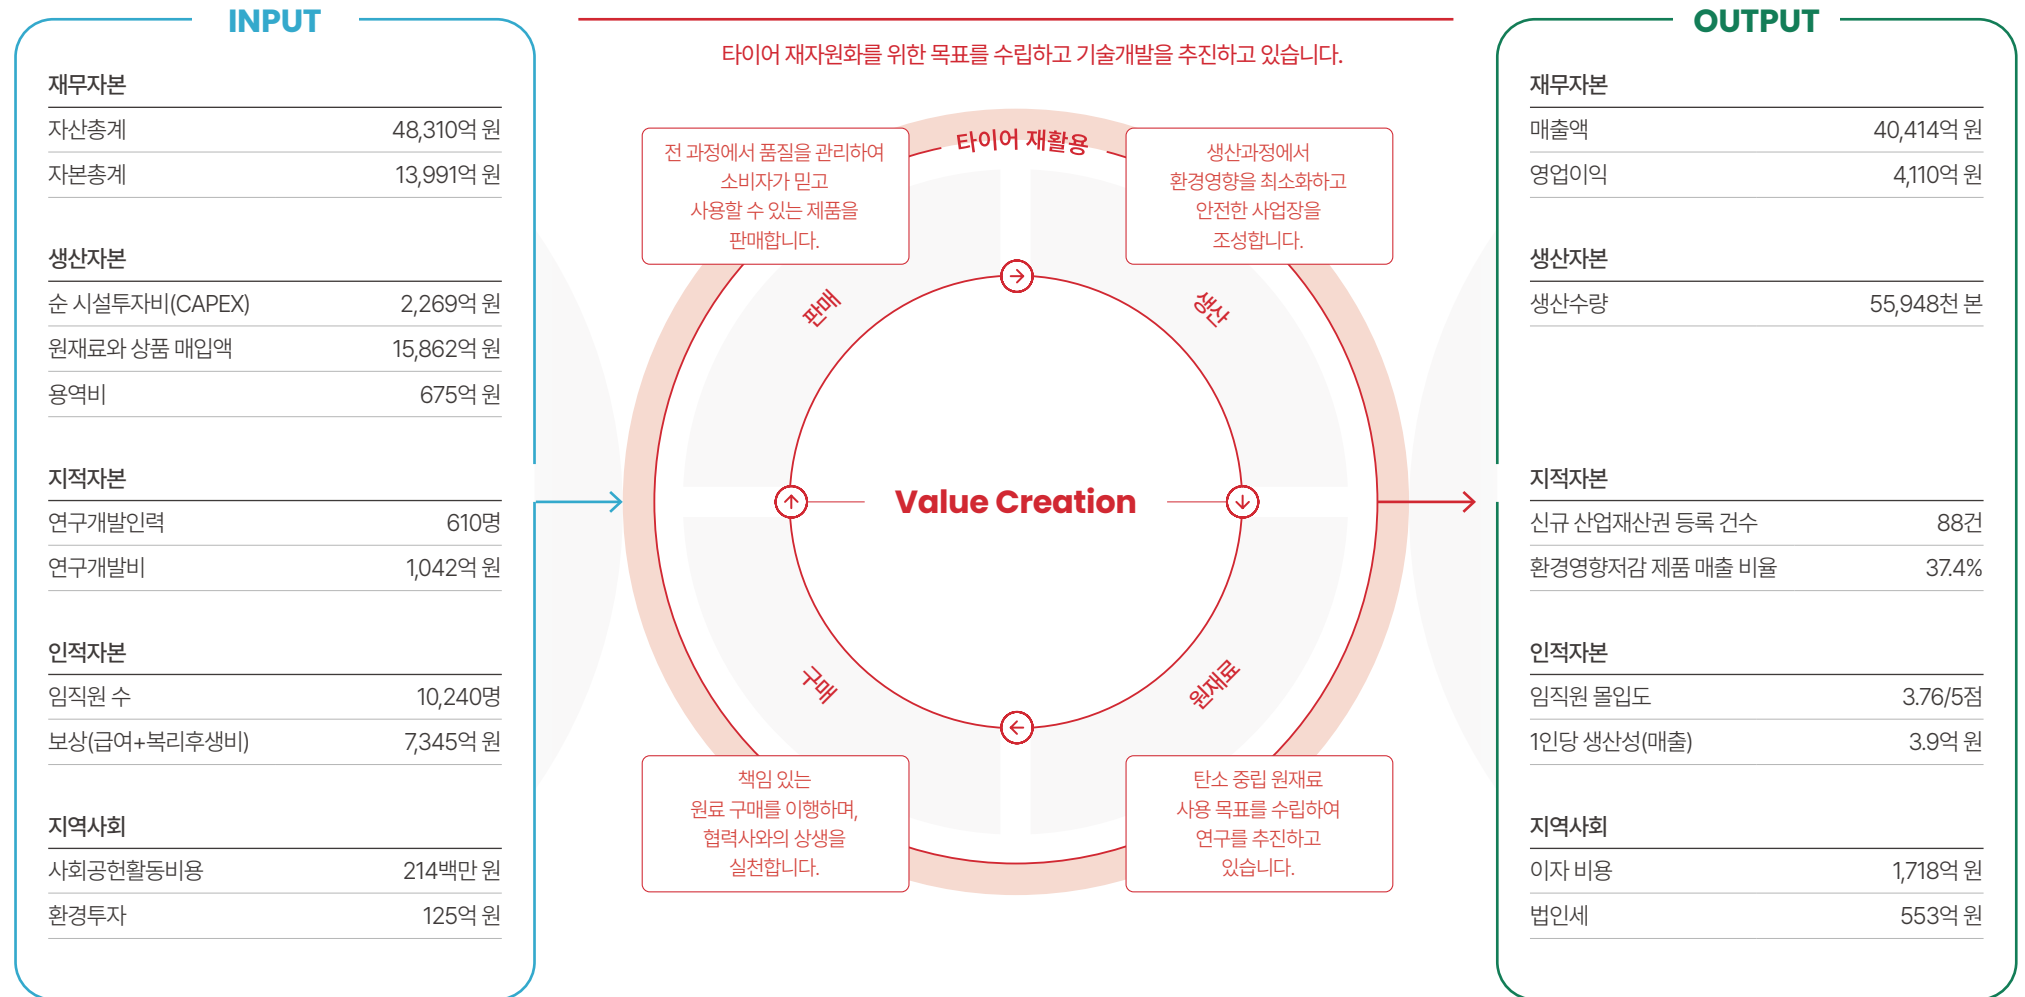 INPUT
재무자본
자산총계 48,310억 원
자본총계 13,991억 원
생산자본
순 시설투자비(CAPEX) 2,269억 원
원재료와 상품 매입액 15,862억 원
용역비 675억 원
지적자본
연구개발인력 610명
연구개발비 1,042억 원
인적자본
임직원 수 10,240명
보상(급여+복리후생비) 7,345억 원
지역사회
사회공헌활동비용 214백만 원
환경투자 125억 원
타이어 재자원화를 위한 목표를 수립하고 기술개발을 추진하고 있습니다.
타이어 재활용
전 과정에서 품질을 관리하여
소비자가 믿고
사용할 수 있는 제품을
판매합니다.
생산과정에서
환경영향을 최소화하고
안전한 사업장을
조성합니다.
판매
생산
Value Creation
구매
원재료
책임 있는
원료 구매를 이행하며,
협력사와의 상생을
실천합니다.
탄소 중립 원재료
사용 목표를 수립하여
연구를 추진하고
있습니다.
OUTPUT
재무자본
매출액 40,414억 원
영업이익 4,110억 원
생산자본
생산수량 55,948천 본
지적자본
신규 산업재산권 등록 건수 88건
환경영향저감 제품 매출 비율 37.4%
인적자본
임직원 몰입도 3.76/5점
1인당 생산성(매출) 3.9억 원
지역사회
이자 비용 1,718억 원
법인세 553억 원